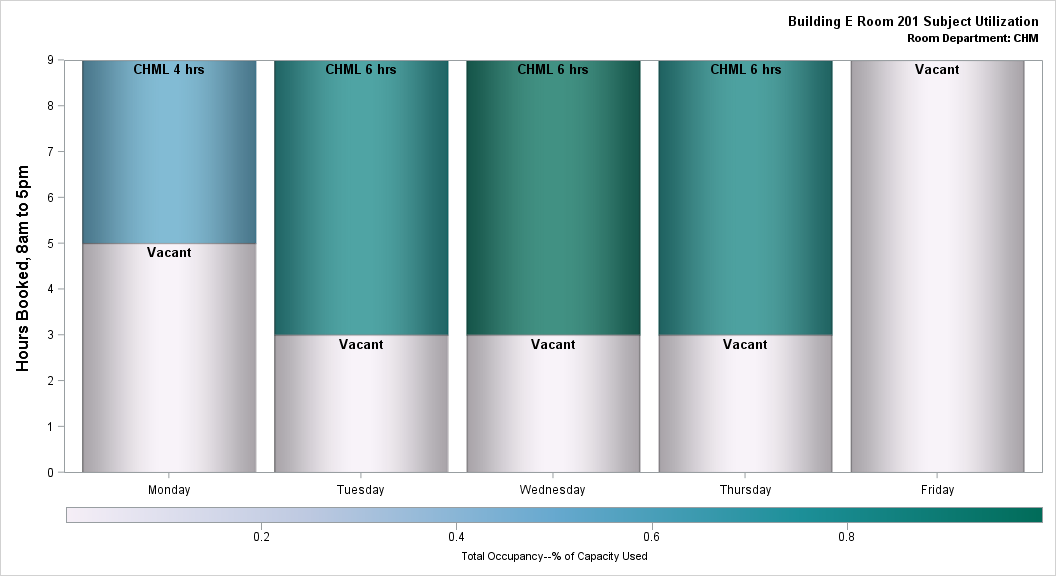 Building E Room 201 Subject Utilization
Room Department: CHM
Hours Booked, 8am to 5pm
9
8
7
6
5
4
3
2
1
0
CHML 4 hrs
CHML 6 hrs
CHML 6 hrs
CHML 6 hrs
Vacant
Vacant
Vacant
Vacant
Vacant
Monday
Tuesday
Wednesday
Thursday
Friday
0.2
0.4
0.6
0.8
Total Occupancy--% of Capacity Used